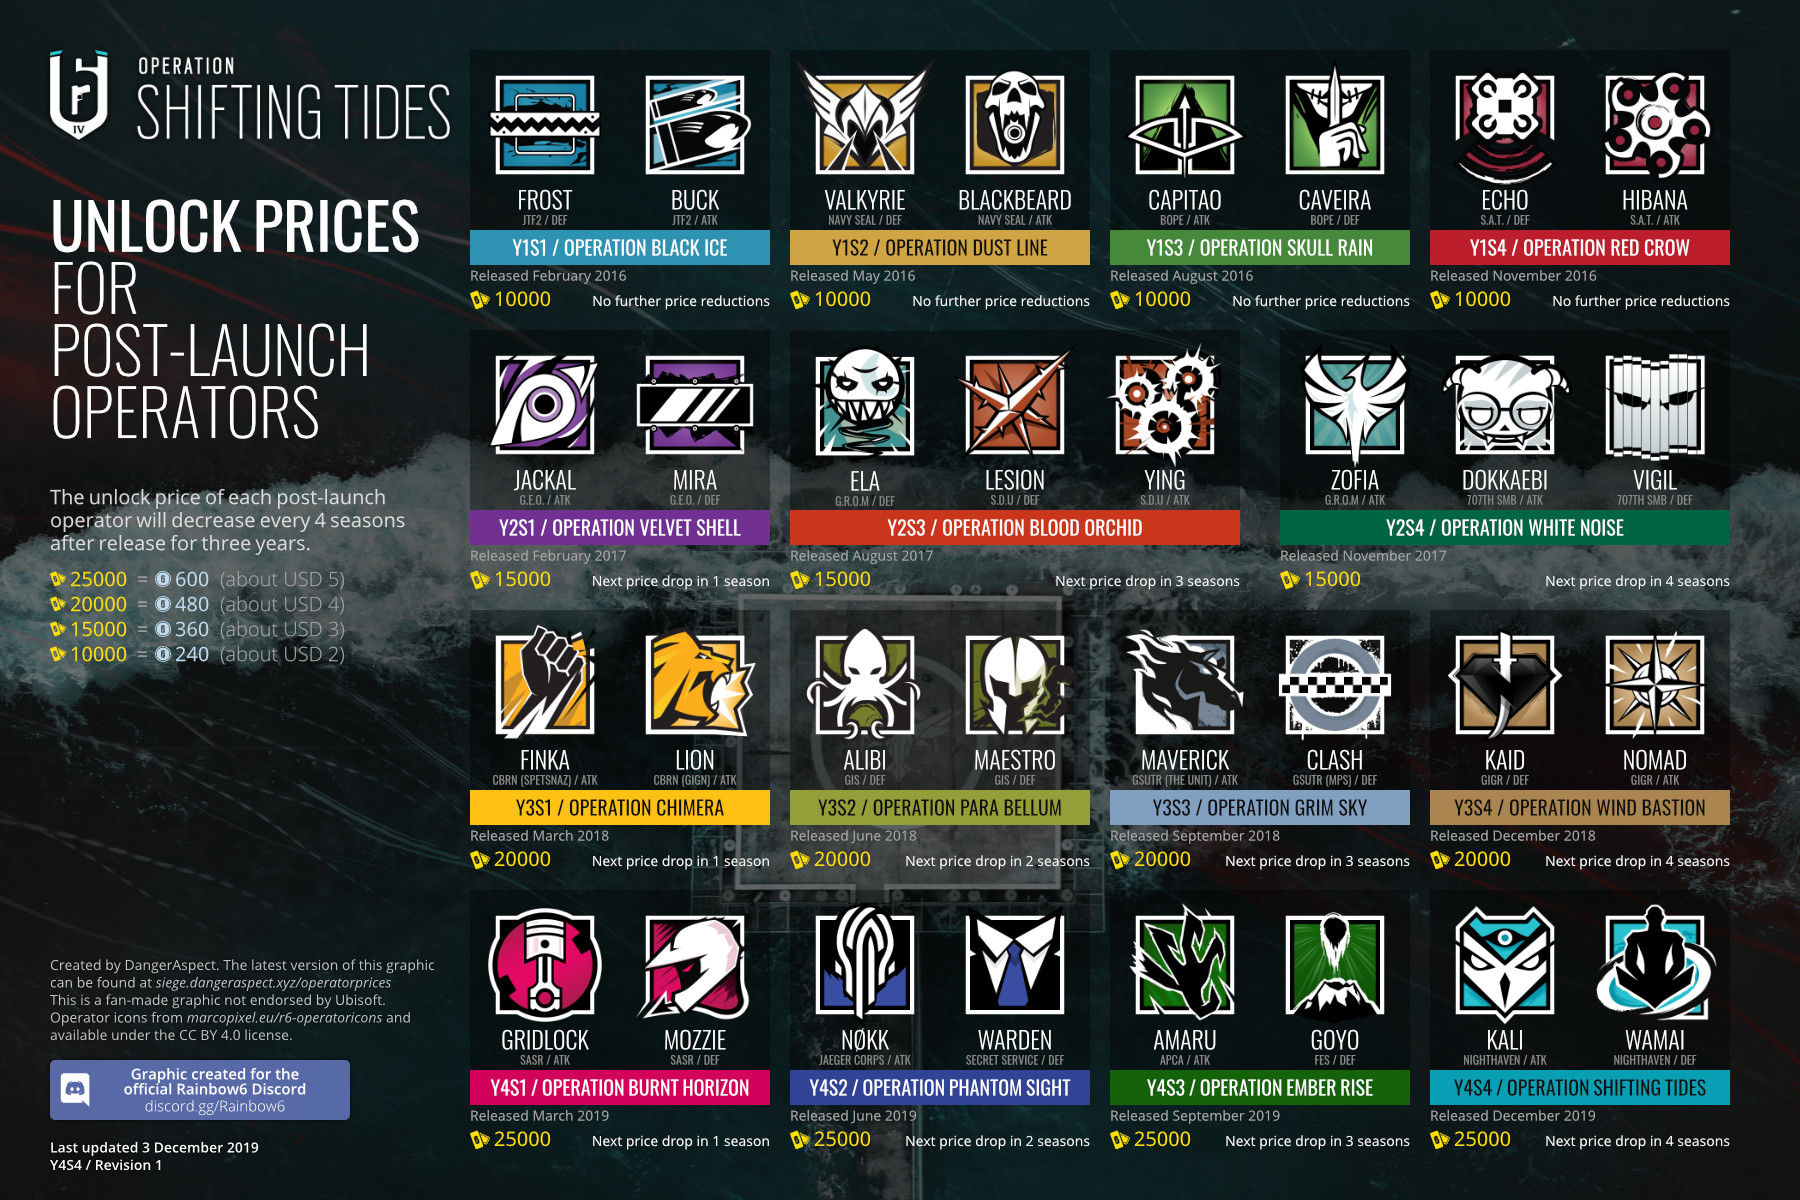 OPERATION
SHIFTING TIDES
IV
UNLOCK PRICES
FOR
POST-LAUNCH
OPERATORS
The unlock price of each post-launch
operator will decrease every 4 seasons
after release for three years.
25000 = 600 (about USD 5)
20000 = 480 (about USD 4)
15000 = 360 (about USD 3)
10000 = 240 (about USD 2)
Created by DangerAspect. The latest version of this graphic
can be found at siege.dangeraspect.xyz/operatorprices
This is a fan-made graphic not endorsed by Ubisoft.
Operator icons from marcopixel.eu/r6-operatoricons and
available under the CC BY 4.0 license.
Graphic created for the
official Rainbow6 Discord
discord.gg/Rainbow6
Last updated 3 December 2019
Y4S4 / Revision 1
FROST
JTF2 / DEF
BUCK
JTF2 / ATK
Y1S1 / OPERATION BLACK ICE
Released February 2016
10000 No further price reductions
VALKYRIE
NAVY SEAL / DEF
BLACKBEARD
NAVY SEAL / ATK
Y1S2 / OPERATION DUST LINE
Released May 2016
10000 No further price reductions
CAPITAO
BOPE / ATK
CAVEIRA
BOPE / DEF
Y1S3 / OPERATION SKULL RAIN
Released August 2016
10000 No further price reductions
ECHO
S.A.T. / DEF
HIBANA
S.A.T. / ATK
Y1S4 / OPERATION RED CROW
Released November 2016
10000 No further price reductions
JACKAL
G.E.O. / ATK
MIRA
G.E.O. / DEF
Y2S1 / OPERATION VELVET SHELL
Released February 2017
15000 Next price drop in 1 season
ELA
G.R.O.M / DEF
LESION
S.D.U / DEF
YING
S.D.U / ATK
Y2S3 / OPERATION BLOOD ORCHID
Released August 2017
15000 Next price drop in 3 seasons
ZOFIA
G.R.O.M / ATK
DOKKAEBI
707TH SMB / ATK
VIGIL
707TH SMB / DEF
Y2S4 / OPERATION WHITE NOISE
Released November 2017
15000 Next price drop in 4 seasons
FINKA
CBRN (SPETSNAZ) / ATK
LION
CBRN (GIGN) / ATK
Y3S1 / OPERATION CHIMERA
Released March 2018
20000 Next price drop in 1 season
ALIBI
GIS / DEF
MAESTRO
GIS / DEF
Y3S2 / OPERATION PARA BELLUM
Released June 2018
20000 Next price drop in 2 seasons
MAVERICK
GSUTR (THE UNIT) / ATK
CLASH
GSUTR (MPS) / DEF
Y3S3 / OPERATION GRIM SKY
Released September 2018
20000 Next price drop in 3 seasons
KAID
GIGR / DEF
NOMAD
GIGR / ATK
Y3S4 / OPERATION WIND BASTION
Released December 2018
20000 Next price drop in 4 seasons
GRIDLOCK
SASR / ATK
MOZZIE
SASR / DEF
Y4S1 / OPERATION BURNT HORIZON
Released March 2019
25000 Next price drop in 1 season
NØKK
JAEGER CORPS / ATK
WARDEN
SECRET SERVICE / DEF
Y4S2 / OPERATION PHANTOM SIGHT
Released June 2019
25000 Next price drop in 2 seasons
AMARU
APCA / ATK
GOYO
FES / DEF
Y4S3 / OPERATION EMBER RISE
Released September 2019
25000 Next price drop in 3 seasons
KALI
NIGHTHAVEN / ATK
WAMAI
NIGHTHAVEN / DEF
Y4S4 / OPERATION SHIFTING TIDES
Released December 2019
25000 Next price drop in 4 seasons